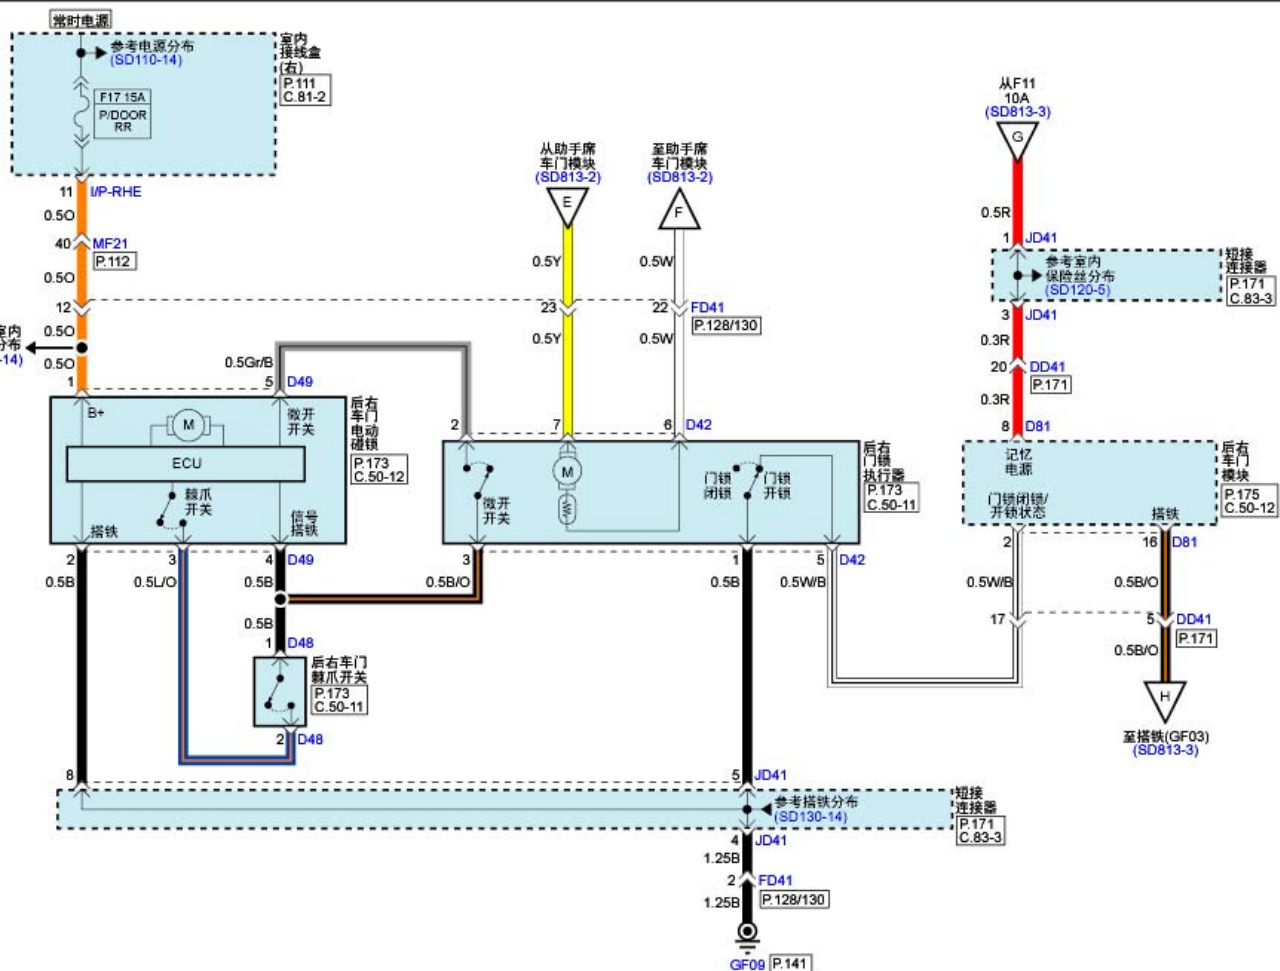 常时电源
参考电源分布
(SD110-14)
F17 15A
P/DOOR
RR
室内
接线盒
(右)
P.111
C.81-2
11 I/P-RHE
0.5O
40 MF21
P.112
0.5O
12
0.5O
室内
分布
-14)
0.5O
1
从助手席
车门模块
(SD813-2)
E
0.5Y
23
0.5Y
7
至助手席
车门模块
(SD813-2)
F
0.5W
22 FD41
P.128/130
0.5W
6 D42
从F11
10A
(SD813-3)
G
0.5R
1 JD41
参考室内
保险丝分布
(SD120-5)
短接
连接器
P.171
C.83-3
3 JD41
0.3R
20 DD41
P.171
0.3R
8 D81
0.5Gr/B
5 D49
2
B+
M
微开
开关
ECU
棘爪
开关
搭铁
信号
搭铁
后右
车门
电动
碰锁
P.173
C.50-12
M
微开
开关
门锁
闭锁
门锁
开锁
后右
门锁
执行器
P.173
C.50-11
记忆
电源
门锁闭锁/
开锁状态
搭铁
后右
车门
模块
P.175
C.50-12
2
0.5B
3
0.5L/O
4 D49
0.5B
3
0.5B/O
1
0.5B
5 D42
0.5W/B
2
0.5W/B
17
16 D81
0.5B/O
5 DD41
P.171
0.5B/O
H
至搭铁(GF03)
(SD813-3)
0.5B
1 D48
后右车门
棘爪开关
P.173
C.50-11
2 D48
8
5 JD41
参考搭铁分布
(SD130-14)
短接
连接器
P.171
C.83-3
4 JD41
1.25B
2 FD41
P.128/130
1.25B
GF09 P.141